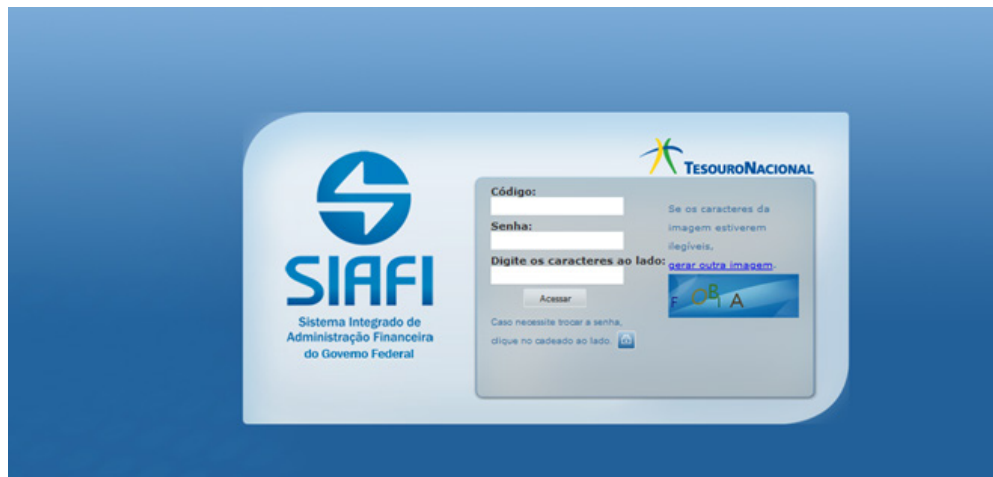 TESOURONACIONAL
SIAFI
Sistema Integrado de
Administração Financeira
do Governo Federal
Código:
Senha:
Digite os caracteres ao lado:
Acessar
Caso necessite trocar a senha,
clique no cadeado ao lado.
Se os caracteres da
imagem estiverem
ilegíveis,
gerar outra imagem.
F O B I A